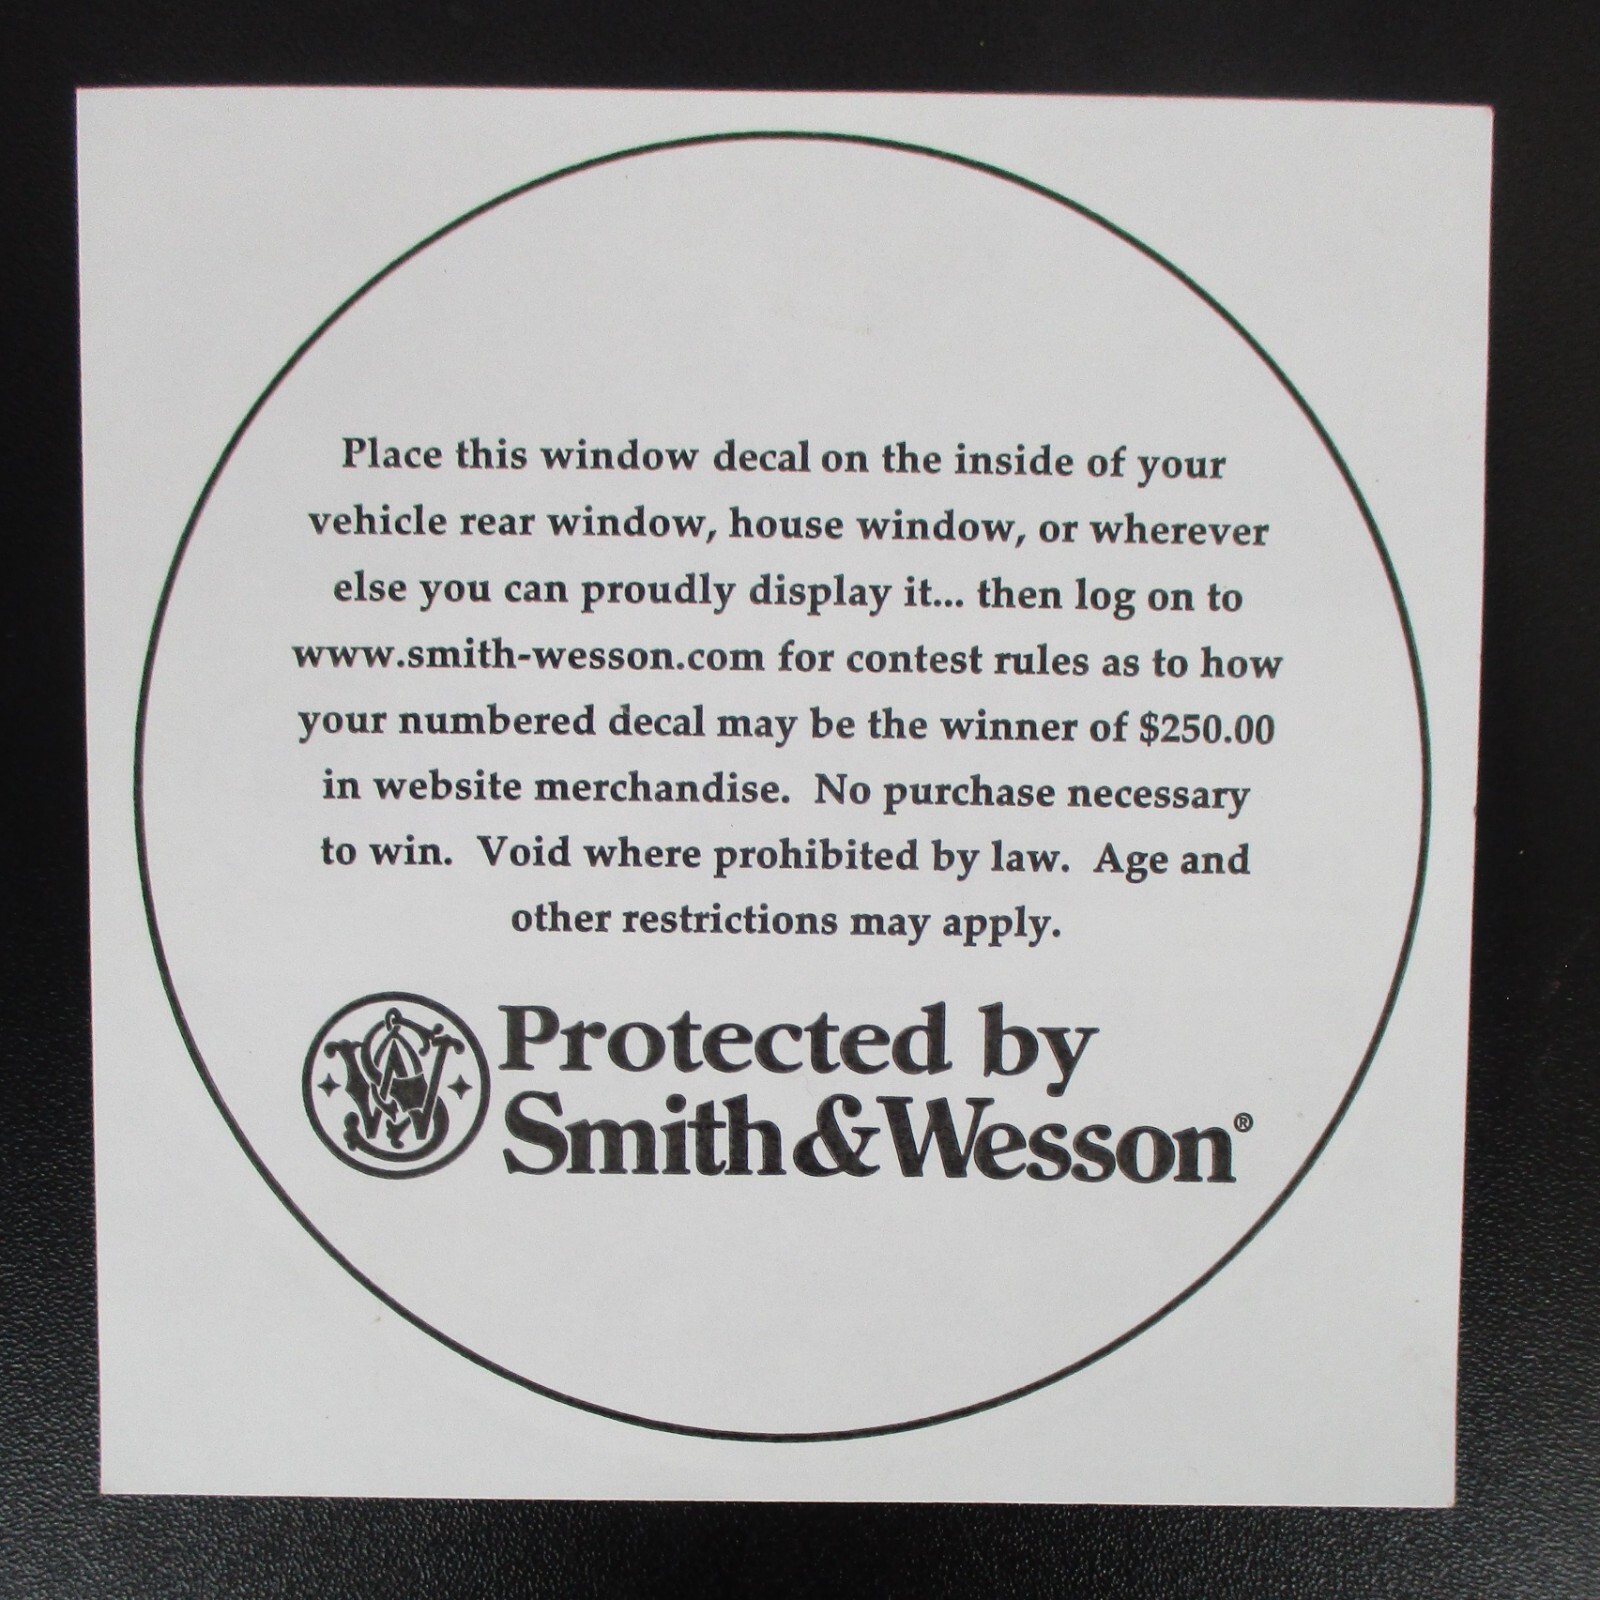 Place this window decal on the inside of your
vehicle rear window, house window, or wherever
else you can proudly display it... then log on to
www.smith-wesson.com for contest rules as to how
your numbered decal may be the winner of $250.00
in website merchandise.  No purchase necessary
to win.  Void where prohibited by law.  Age and
other restrictions may apply.
Protected by
Smith & Wesson®